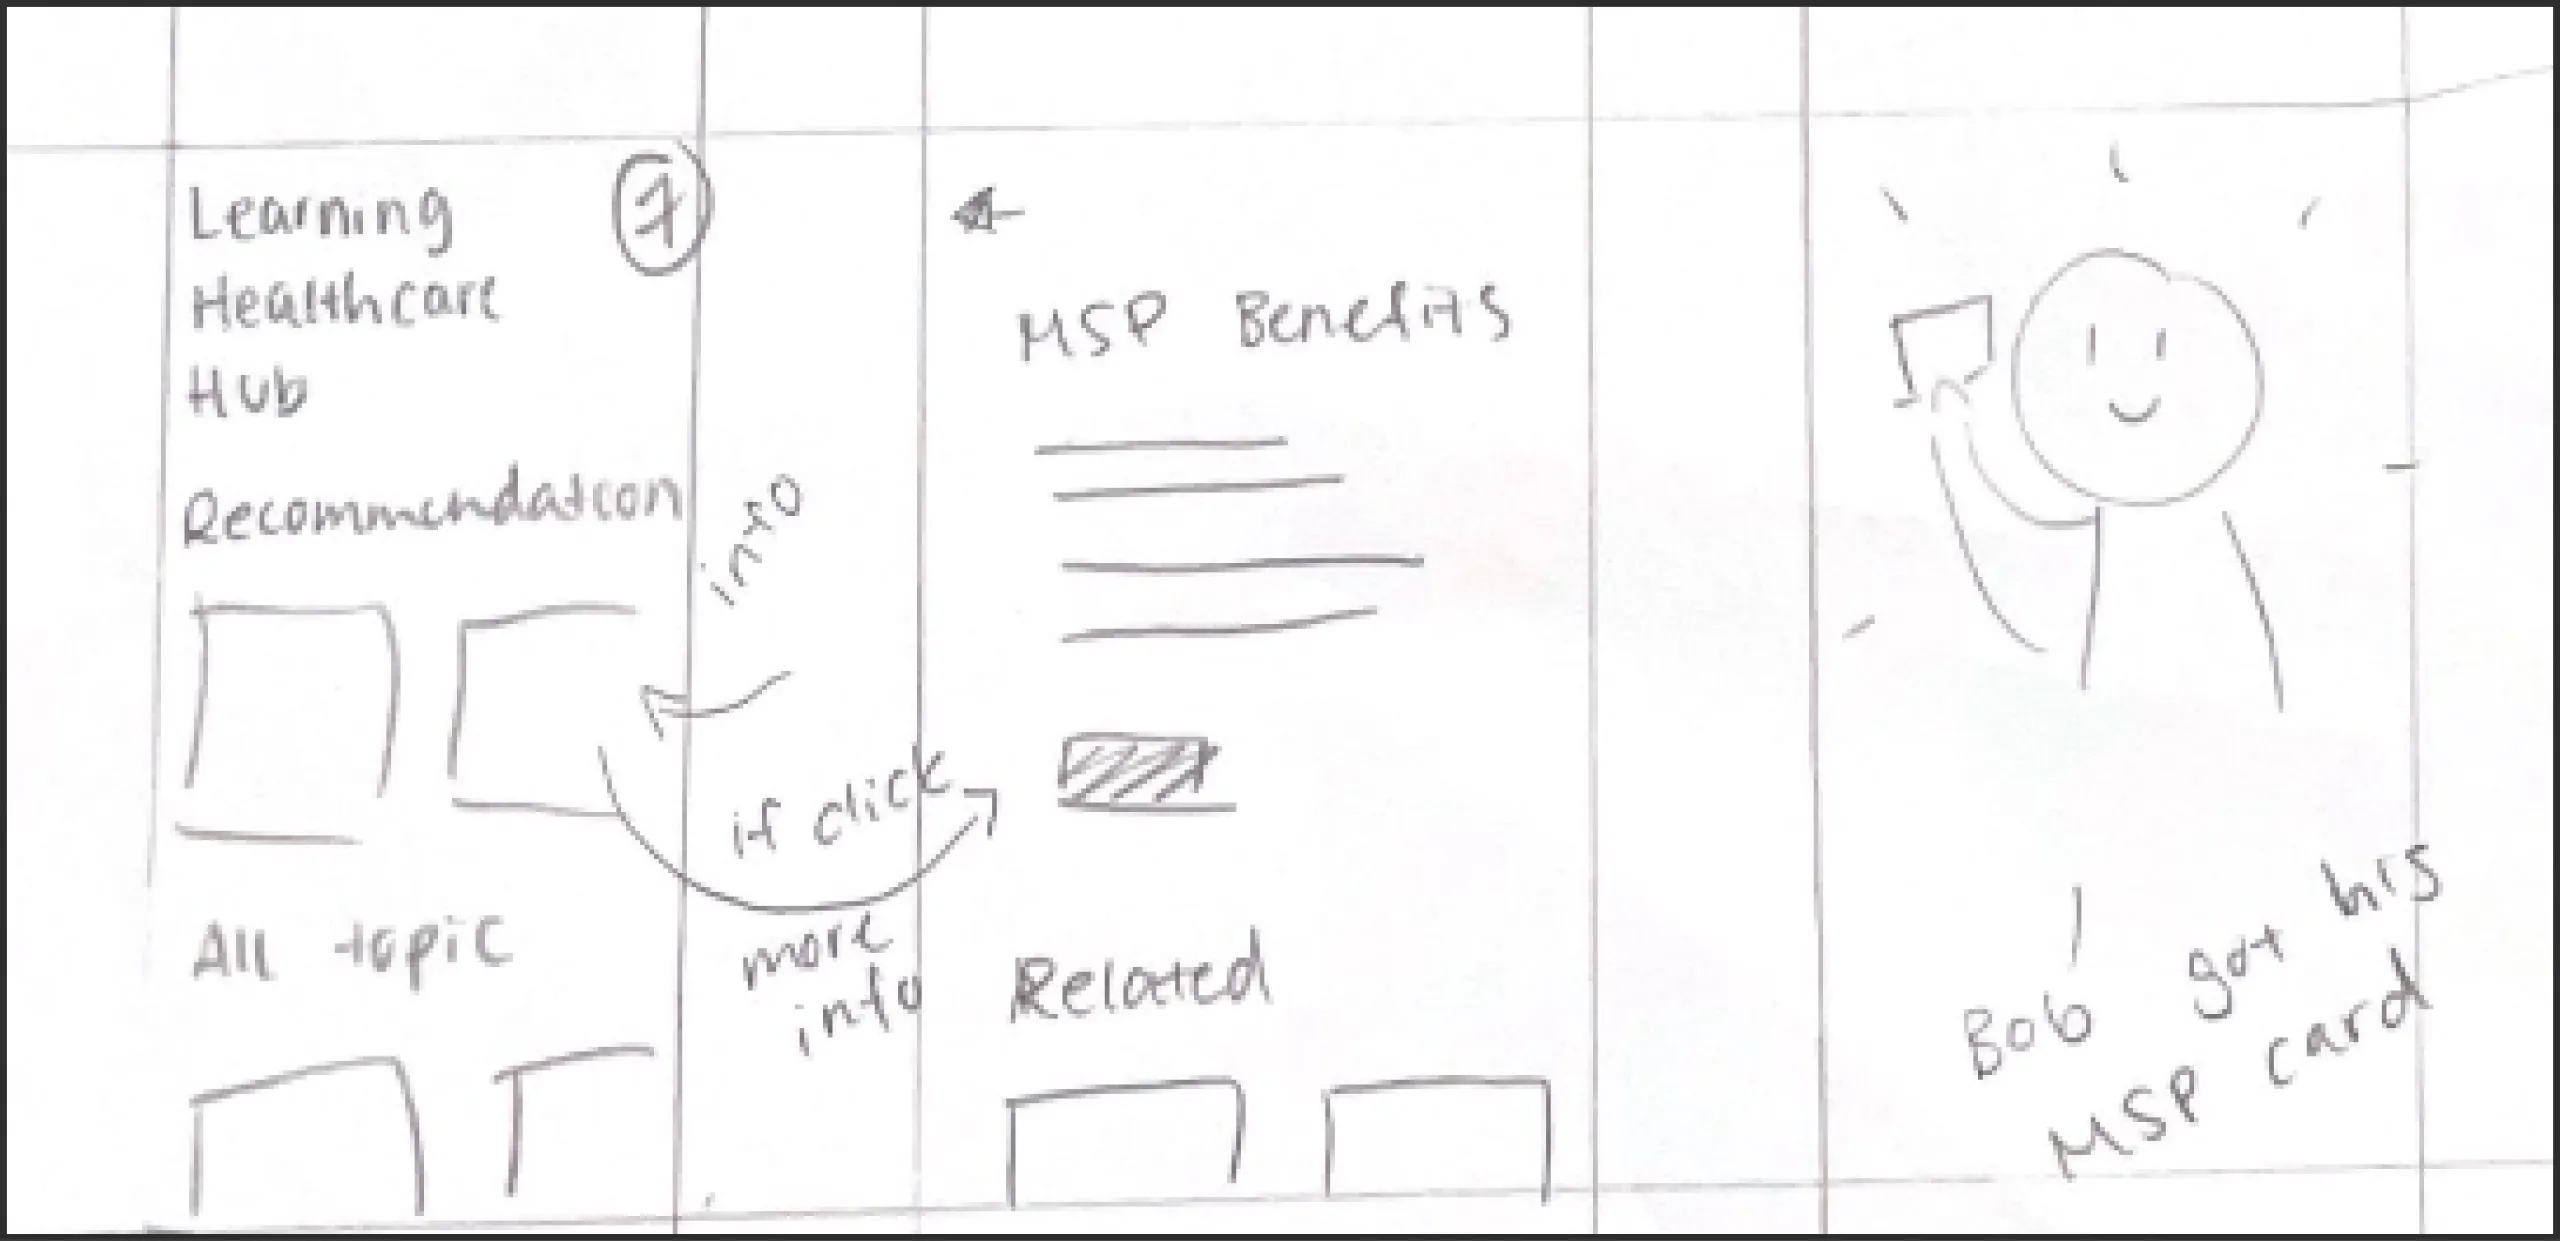 Learning
Healthcare
Hub
7
Recommendation
info
if click
more
info
All topic
MSP Benefits
Related
Bob got his
MSP card